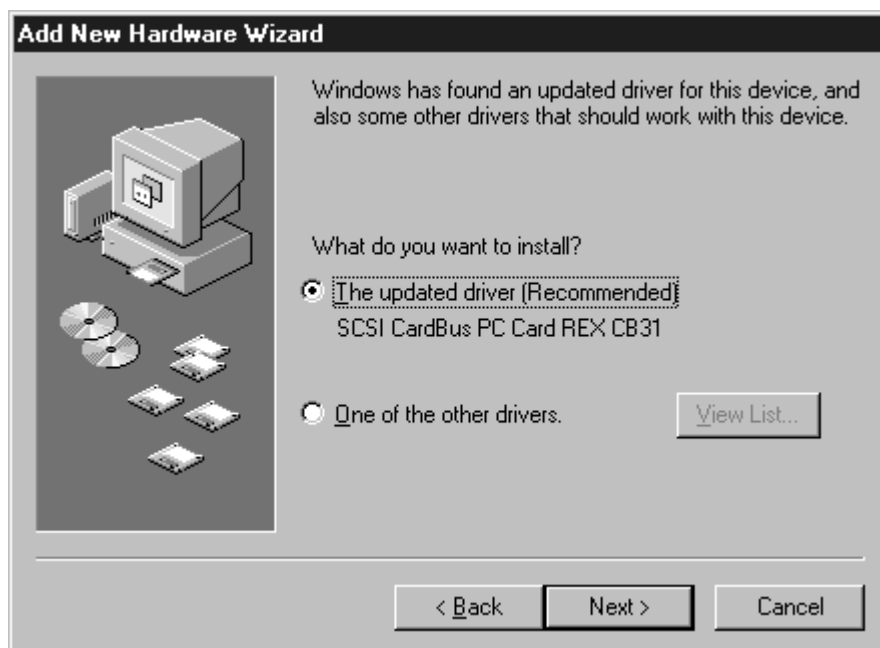 Add New Hardware Wizard
Windows has found an updated driver for this device, and
also some other drivers that should work with this device.
What do you want to install?
The updated driver (Recommended)
SCSI CardBus PC Card REX CB31
One of the other drivers.
View List...
< Back
Next >
Cancel